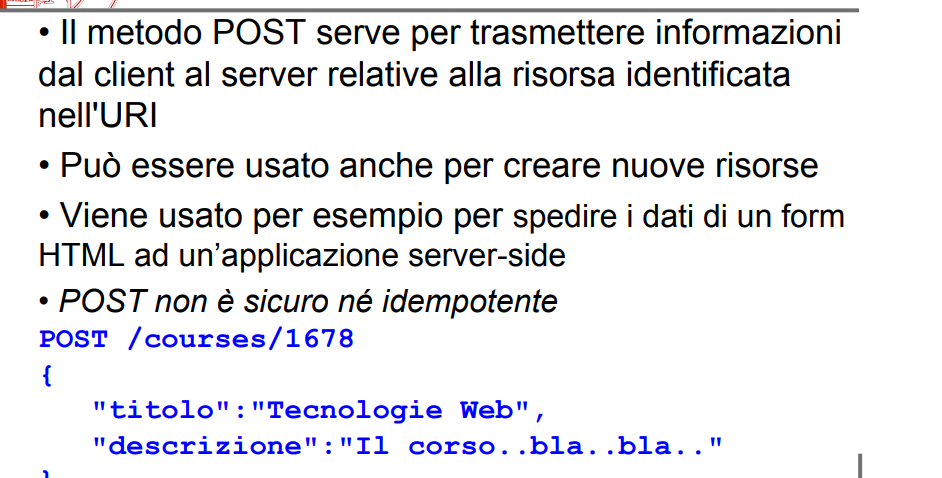 • Il metodo POST serve per trasmettere informazioni
dal client al server relative alla risorsa identificata
nell'URI
• Può essere usato anche per creare nuove risorse
• Viene usato per esempio per spedire i dati di un form
HTML ad un’applicazione server-side
• POST non è sicuro né idempotente
POST /courses/1678
{
"titolo":"Tecnologie Web",
"descrizione":"Il corso..bla..bla.."
}